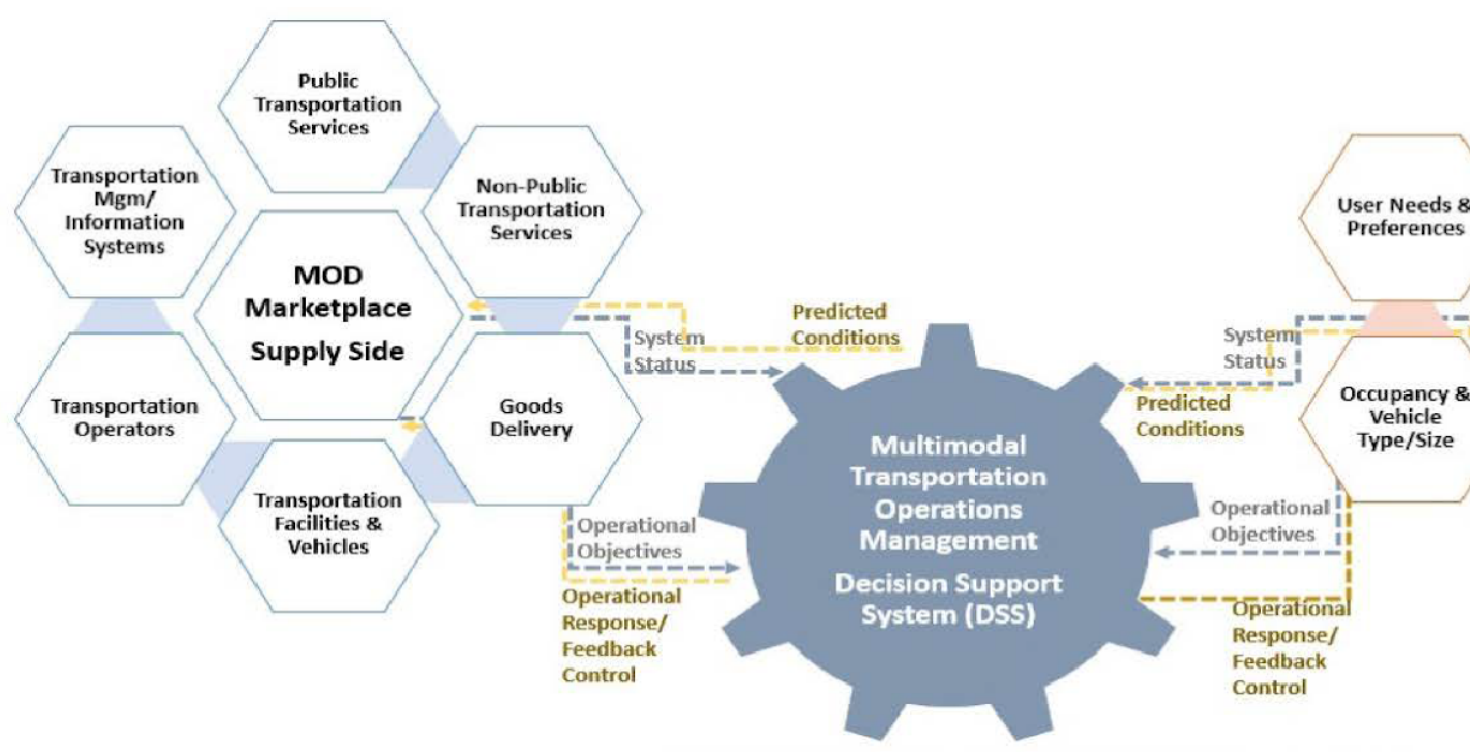 Public
Transportation
Services
Transportation
Mgm/
Information
Systems
Non-Public
Transportation
Services
MOD
Marketplace
Supply Side
Transportation
Operators
Goods
Delivery
Transportation
Facilities &
Vehicles
System
Status
Predicted
Conditions
Operational
Objectives
Operational
Response/
Feedback
Control
Multimodal
Transportation
Operations
Management
Decision Support
System (DSS)
System
Status
Predicted
Conditions
Operational
Objectives
Operational
Response/
Feedback
Control
User Needs &
Preferences
Occupancy &
Vehicle
Type/Size